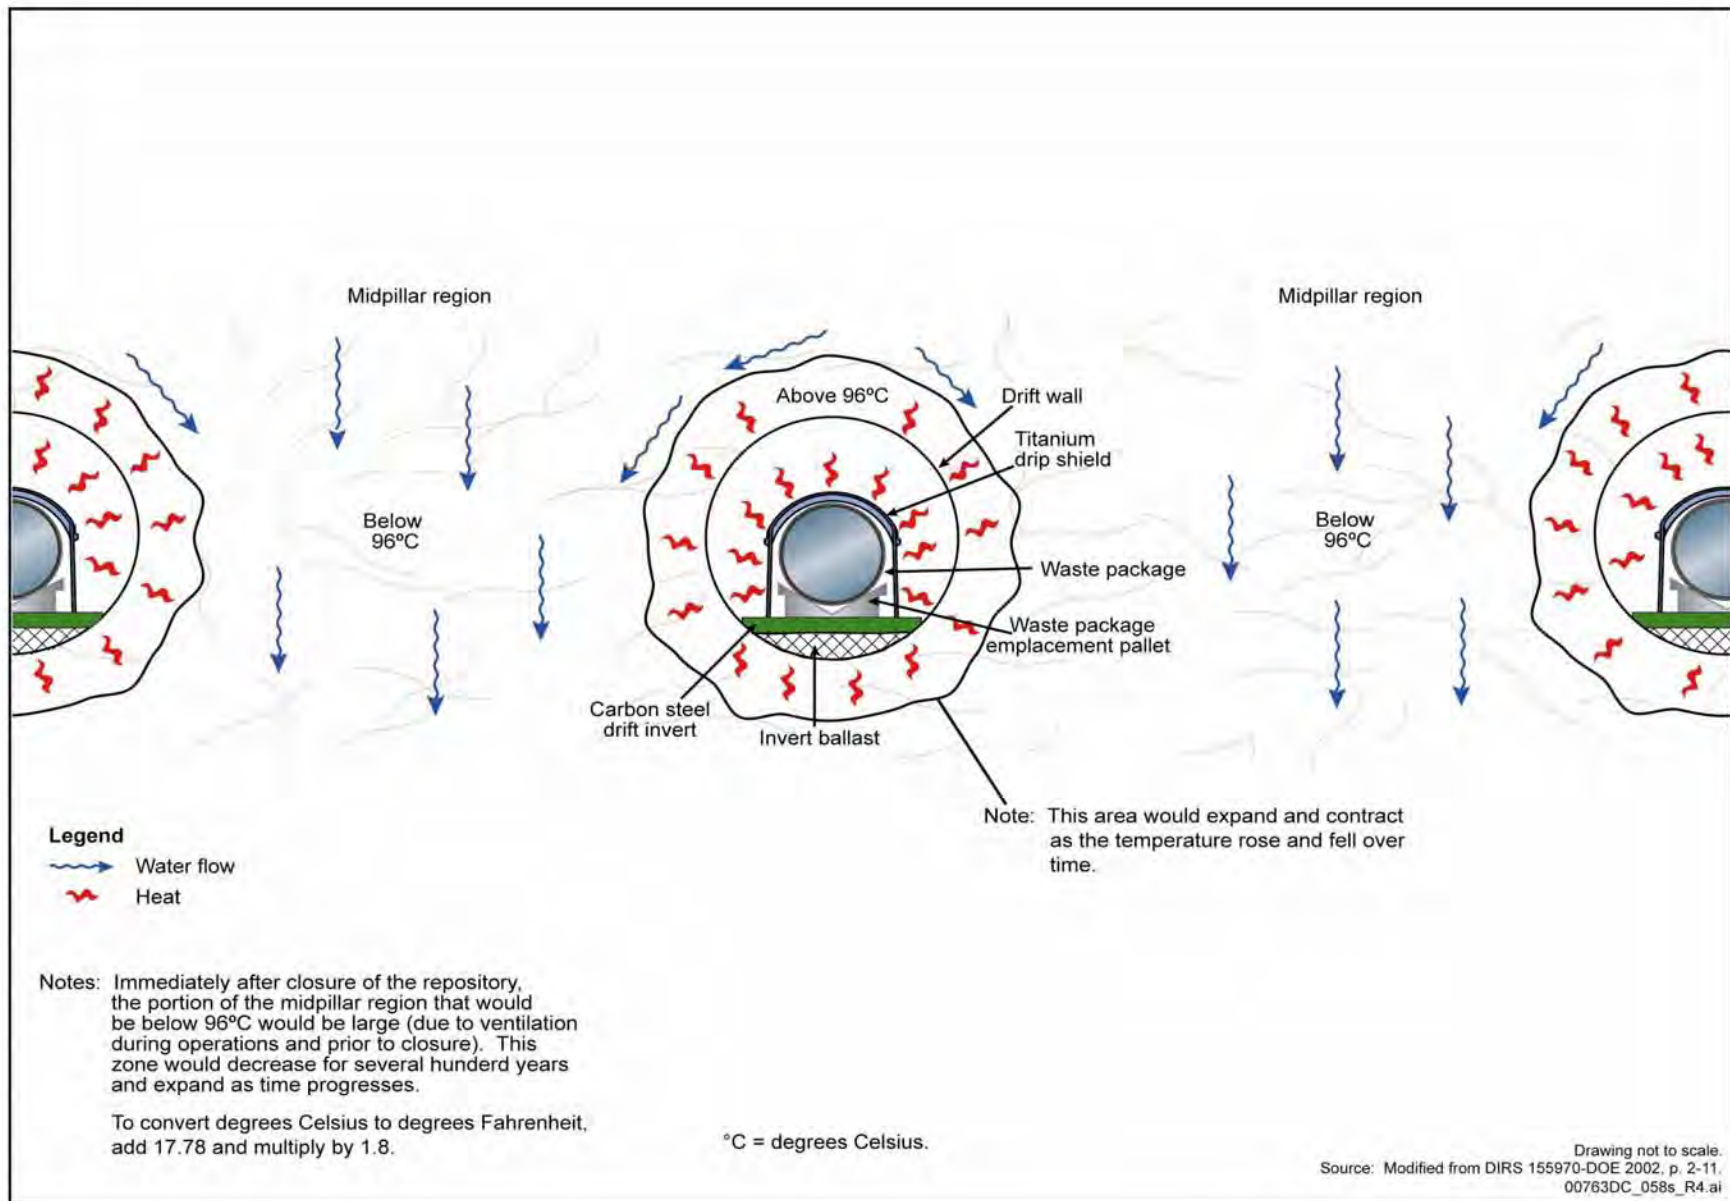 Midpillar region
Midpillar region
Above 96ºC
Drift wall
Titanium
drip shield
Below
96ºC
Below
96ºC
Waste package
Waste package
emplacement pallet
Carbon steel
drift invert
Invert ballast
Note: This area would expand and contract
as the temperature rose and fell over
time.
Legend
Water flow
Heat
Notes: Immediately after closure of the repository,
the portion of the midpillar region that would
be below 96ºC would be large (due to ventilation
during operations and prior to closure). This
zone would decrease for several hunderd years
and expand as time progresses.
To convert degrees Celsius to degrees Fahrenheit,
add 17.78 and multiply by 1.8.
°C = degrees Celsius.
Drawing not to scale.
Source: Modified from DIRS 155970-DOE 2002, p. 2-11.
00763DC_058s_R4.ai